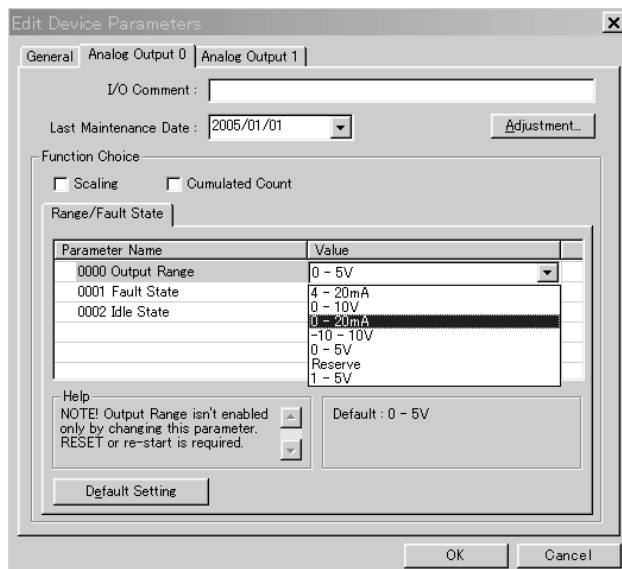 Edit Device Parameters
General Analog Output 0 Analog Output 1
I/O Comment :
Last Maintenance Date : 2005/01/01 Adjustment...
Function Choice
Scaling Cumulated Count
Range/Fault State
Parameter Name Value
0000 Output Range 0 - 5V
0001 Fault State
0002 Idle State
4 - 20mA
0 - 10V
0 - 20mA
-10 - 10V
0 - 5V
Reserve
1 - 5V
Help
NOTE! Output Range isn't enabled
only by changing this parameter.
RESET or re-start is required.
Default : 0 - 5V
Default Setting
OK Cancel